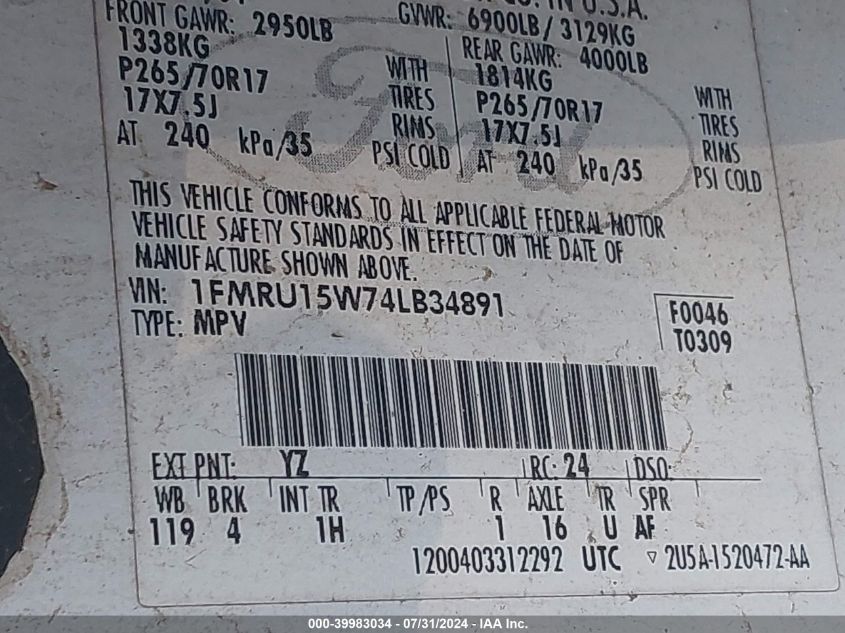 IN U.S.A.
FRONT GAWR: 2950LB GVWR: 6900LB / 3129KG
1338KG REAR GAWR: 4000LB
P265/70R17 WITH 1814KG
17X7.5J TIRES P265/70R17 WITH
AT 240 kPa/35 RIMS 17X7.5J TIRES
PSI COLD AT 240 kPa/35 RIMS
PSI COLD
Ford
THIS VEHICLE CONFORMS TO ALL APPLICABLE FEDERAL MOTOR
VEHICLE SAFETY STANDARDS IN EFFECT ON THE DATE OF
MANUFACTURE SHOWN ABOVE.
VIN: 1FMRU15W74LB34891 F0046
TYPE: MPV T0309
EXT PNT: YZ RC: 24 DSO:
WB BRK INT TR TP/PS R AXLE TR SPR
119 4 1H 1 16 U AF
1200403312292 UTC ▽ 2U5A-1520472-AA
000-39983034 - 07/31/2024 - IAA Inc.